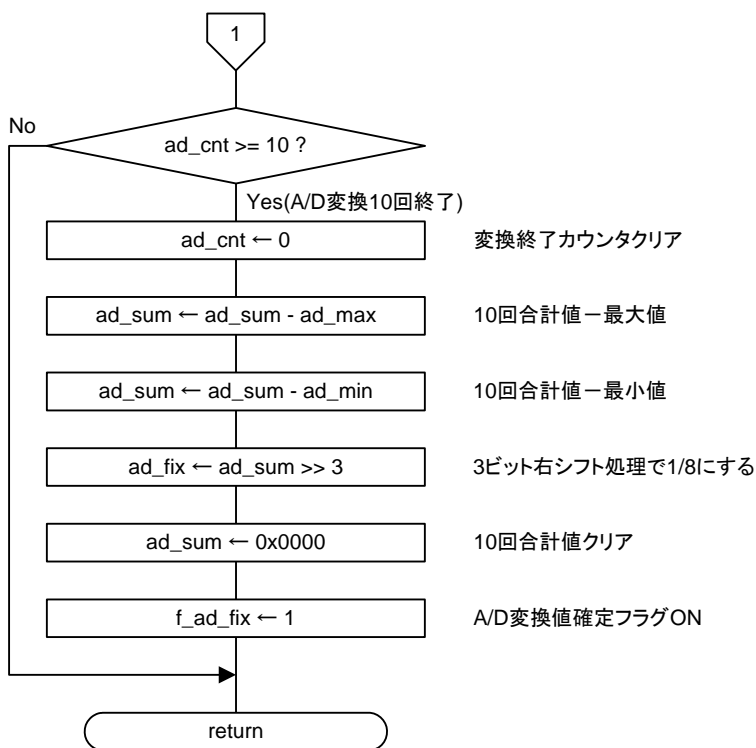 1
No
ad_cnt >= 10 ?
Yes(A/D変換10回終了)
ad_cnt ← 0
変換終了カウンタクリア
ad_sum ← ad_sum - ad_max
10回合計値－最大値
ad_sum ← ad_sum - ad_min
10回合計値－最小値
ad_fix ← ad_sum >> 3
3ビット右シフト処理で1/8にする
ad_sum ← 0x0000
10回合計値クリア
f_ad_fix ← 1
A/D変換値確定フラグON
return